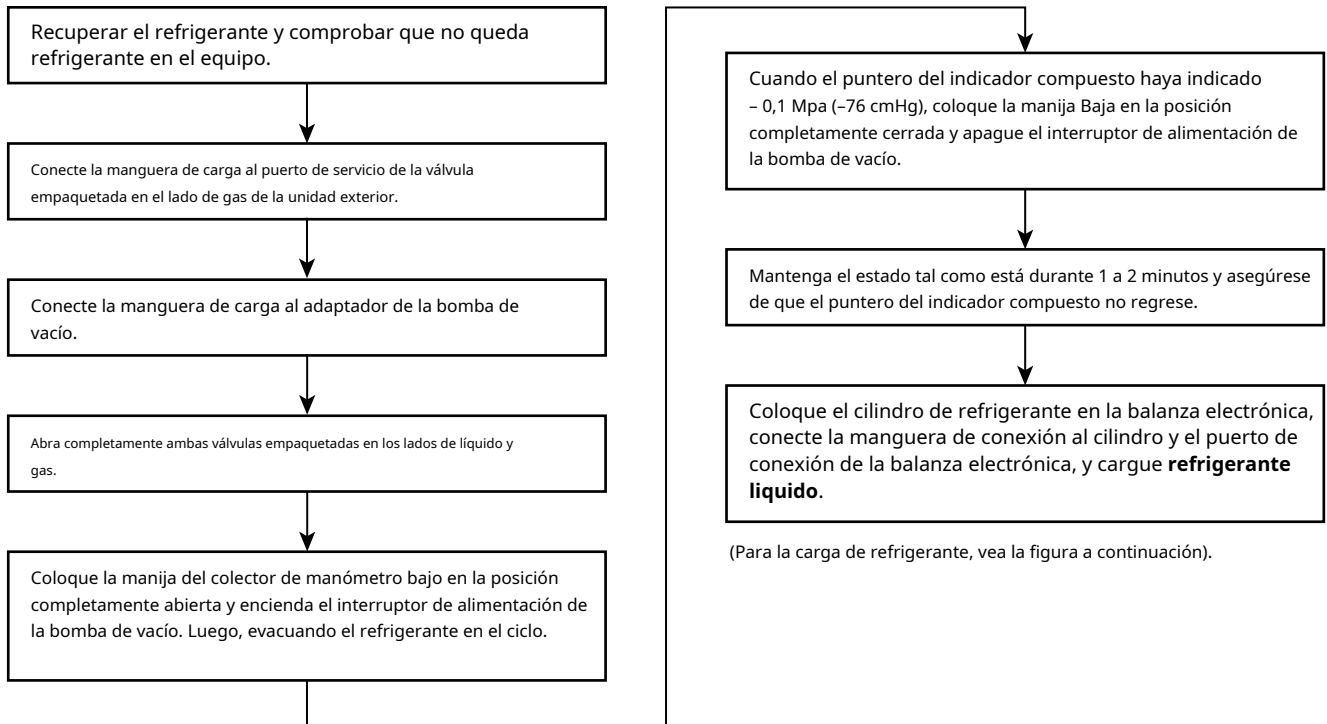 Recuperar el refrigerante y comprobar que no queda
refrigerante en el equipo.
Conecte la manguera de carga al puerto de servicio de la válvula
empaquetada en el lado de gas de la unidad exterior.
Conecte la manguera de carga al adaptador de la bomba de
vacío.
Abra completamente ambas válvulas empaquetadas en los lados de líquido y
gas.
Coloque la manija del colector de manómetro bajo en la posición
completamente abierta y encienda el interruptor de alimentación de
la bomba de vacío. Luego, evacuando el refrigerante en el ciclo.
Cuando el puntero del indicador compuesto haya indicado
– 0,1 Mpa (–76 cmHg), coloque la manija Baja en la posición
completamente cerrada y apague el interruptor de alimentación de
la bomba de vacío.
Mantenga el estado tal como está durante 1 a 2 minutos y asegúrese
de que el puntero del indicador compuesto no regrese.
Coloque el cilindro de refrigerante en la balanza electrónica,
conecte la manguera de conexión al cilindro y el puerto de
conexión de la balanza electrónica, y cargue refrigerante
liquido.
(Para la carga de refrigerante, vea la figura a continuación).